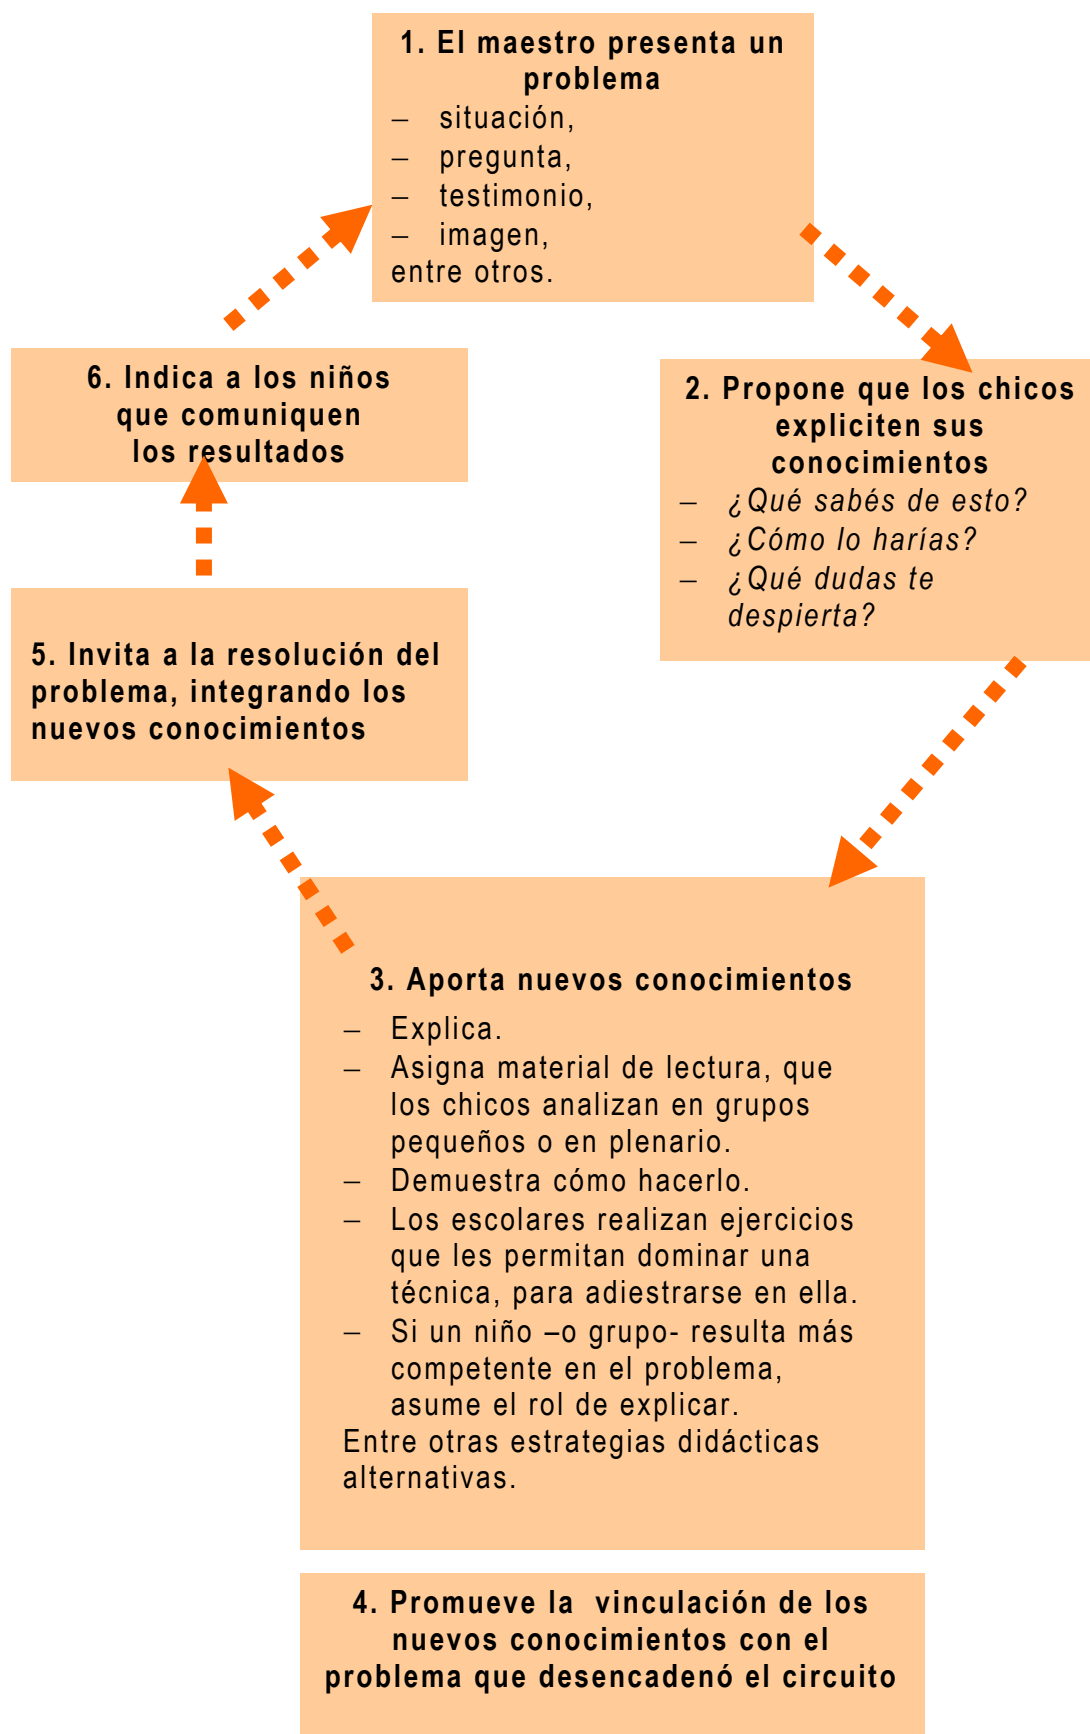 1. El maestro presenta un
problema
– situación,
– pregunta,
– testimonio,
– imagen,
entre otros.
2. Propone que los chicos
expliciten sus
conocimientos
– ¿Qué sabés de esto?
– ¿Cómo lo harías?
– ¿Qué dudas te
despierta?
3. Aporta nuevos conocimientos
– Explica.
– Asigna material de lectura, que
los chicos analizan en grupos
pequeños o en plenario.
– Demuestra cómo hacerlo.
– Los escolares realizan ejercicios
que les permitan dominar una
técnica, para adiestrarse en ella.
– Si un niño –o grupo- resulta más
competente en el problema,
asume el rol de explicar.
Entre otras estrategias didácticas
alternativas.
4. Promueve la  vinculación de los
nuevos conocimientos con el
problema que desencadenó el circuito
5. Invita a la resolución del
problema, integrando los
nuevos conocimientos
6. Indica a los niños
que comuniquen
los resultados